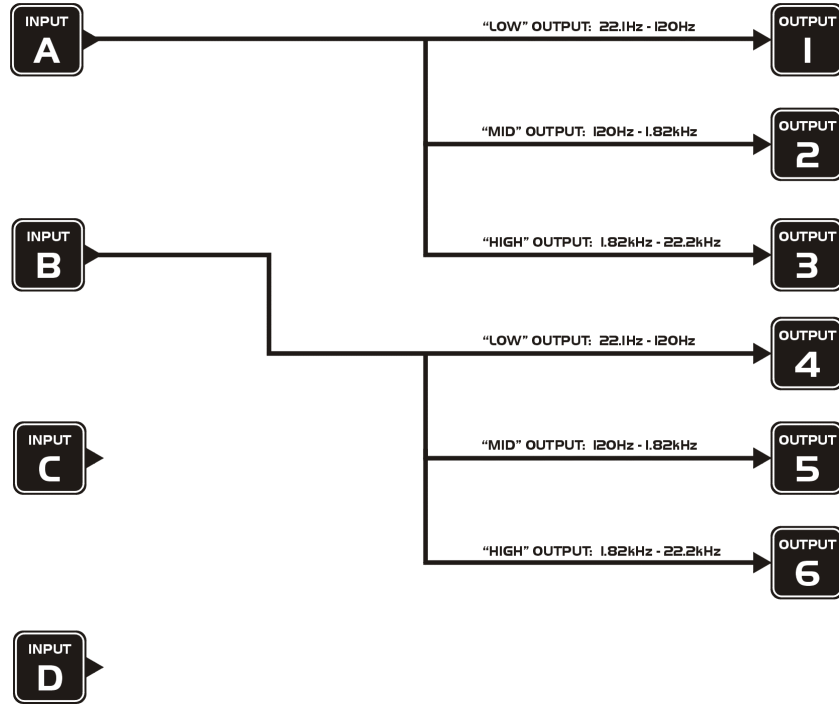 INPUT
A
“LOW” OUTPUT: 22.1Hz - 120Hz
OUTPUT
1
“MID” OUTPUT: 120Hz - 1.82kHz
OUTPUT
2
INPUT
B
“HIGH” OUTPUT: 1.82kHz - 22.2kHz
OUTPUT
3
“LOW” OUTPUT: 22.1Hz - 120Hz
OUTPUT
4
INPUT
C
“MID” OUTPUT: 120Hz - 1.82kHz
OUTPUT
5
“HIGH” OUTPUT: 1.82kHz - 22.2kHz
OUTPUT
6
INPUT
D